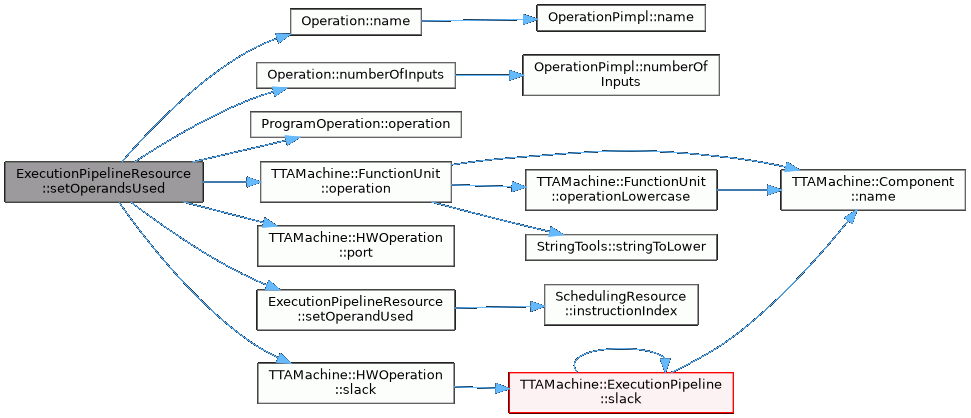 Operation::name
OperationPimpl::name
Operation::numberOfInputs
OperationPimpl::numberOf
Inputs
ProgramOperation::operation
ExecutionPipelineResource
::setOperandsUsed
TTAMachine::FunctionUnit
::operation
TTAMachine::FunctionUnit
::operationLowercase
TTAMachine::Component
::name
TTAMachine::HWOperation
::port
StringTools::stringToLower
ExecutionPipelineResource
::setOperandUsed
SchedulingResource
::instructionIndex
TTAMachine::HWOperation
::slack
TTAMachine::ExecutionPipeline
::slack